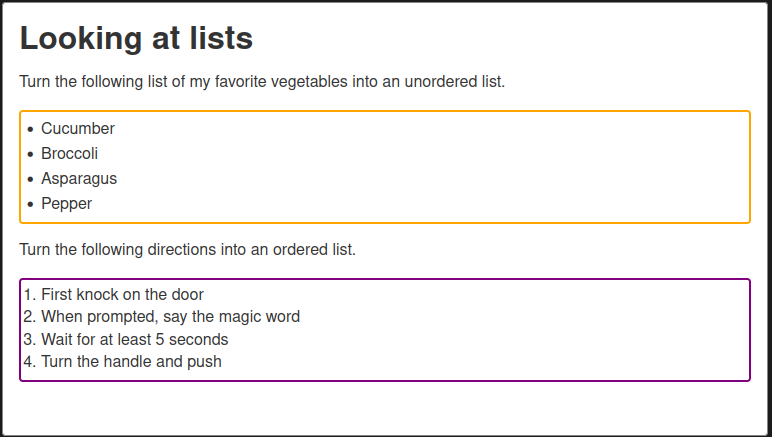 Looking at lists
Turn the following list of my favorite vegetables into an unordered list.
• Cucumber
• Broccoli
• Asparagus
• Pepper
Turn the following directions into an ordered list.
1. First knock on the door
2. When prompted, say the magic word
3. Wait for at least 5 seconds
4. Turn the handle and push